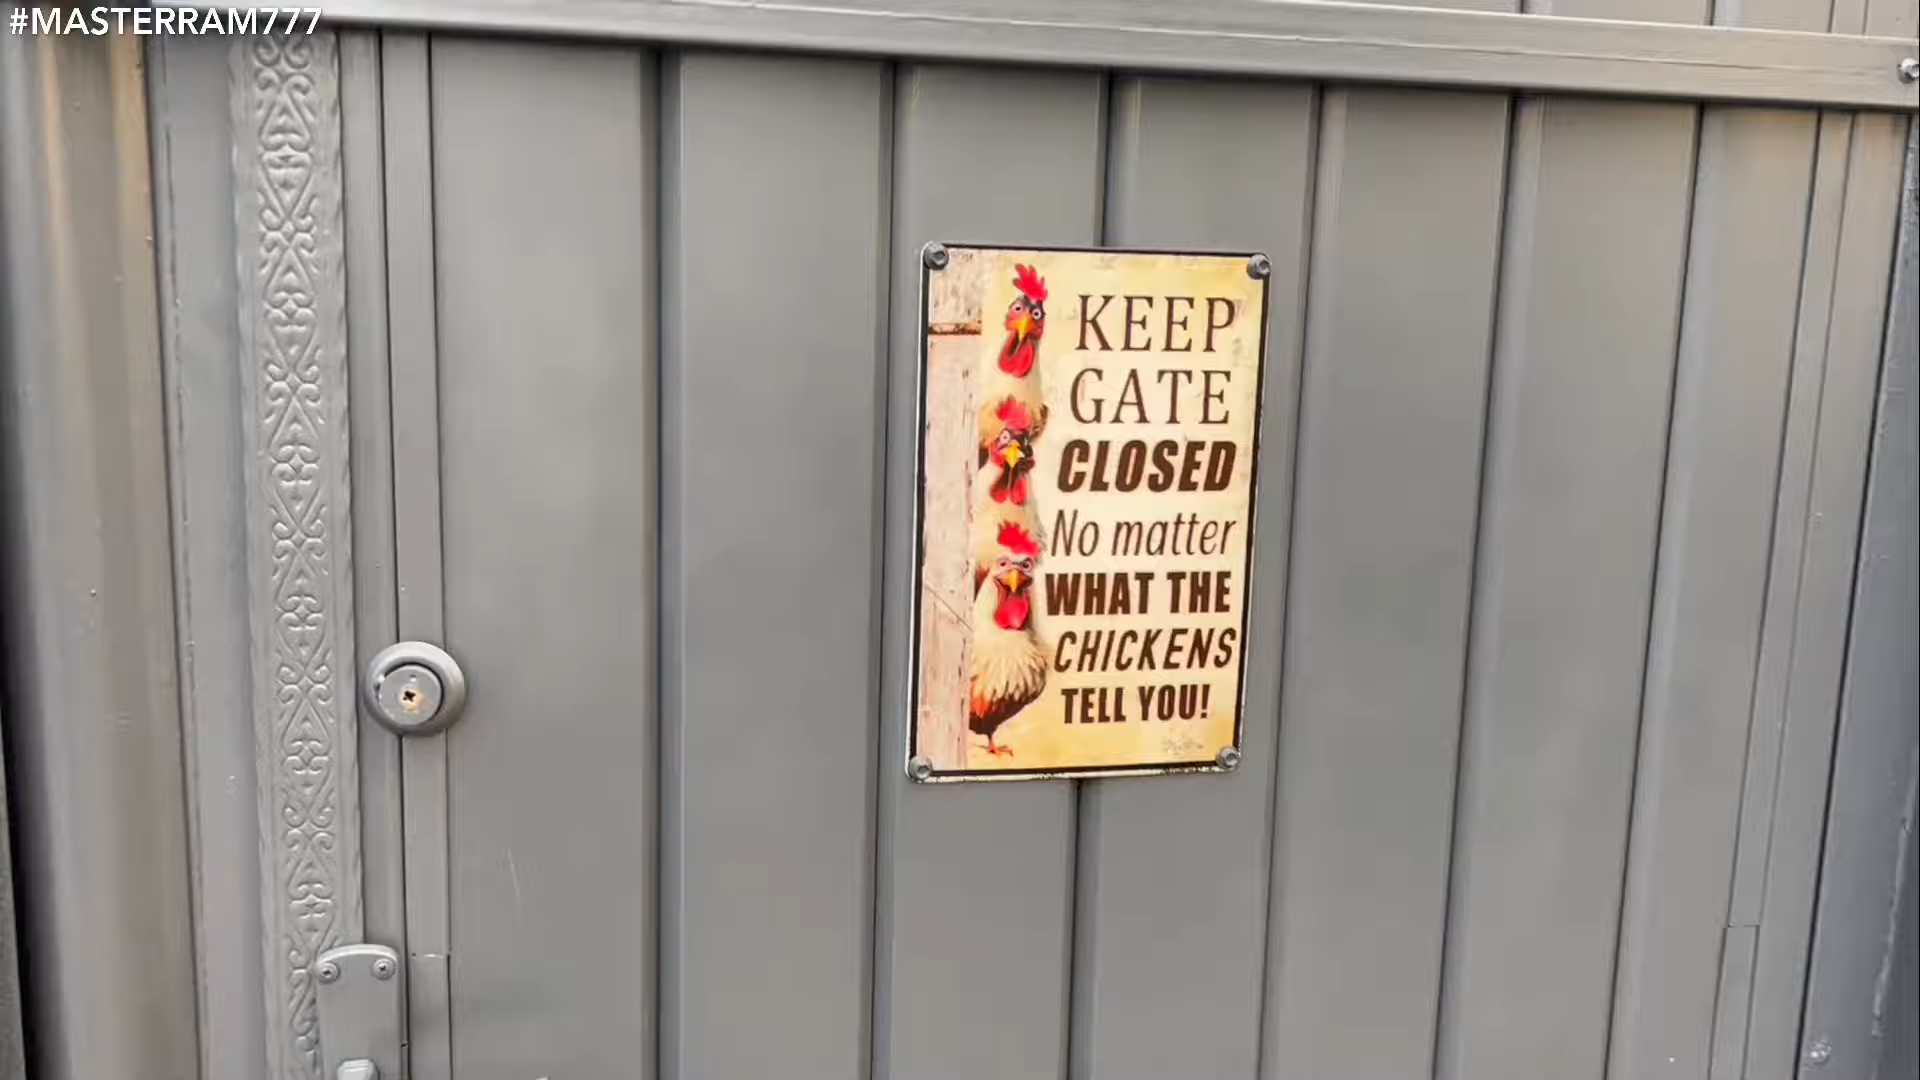 #MASTERRAM777
KEEP
GATE
CLOSED
No matter
WHAT THE
CHICKENS
TELL YOU!